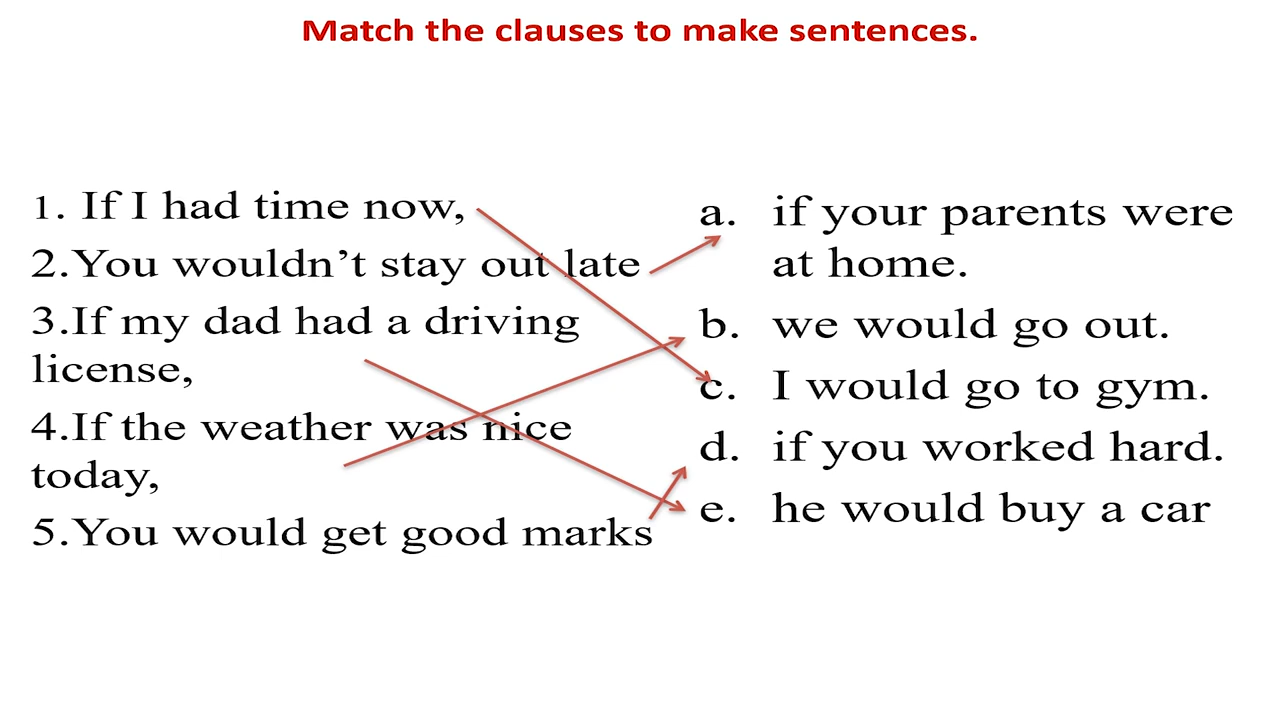 Match the clauses to make sentences.
1. If I had time now,
2.You wouldn’t stay out late
3.If my dad had a driving
license,
4.If the weather was nice
today,
5.You would get good marks
a. if your parents were
at home.
b. we would go out.
c. I would go to gym.
d. if you worked hard.
e. he would buy a car